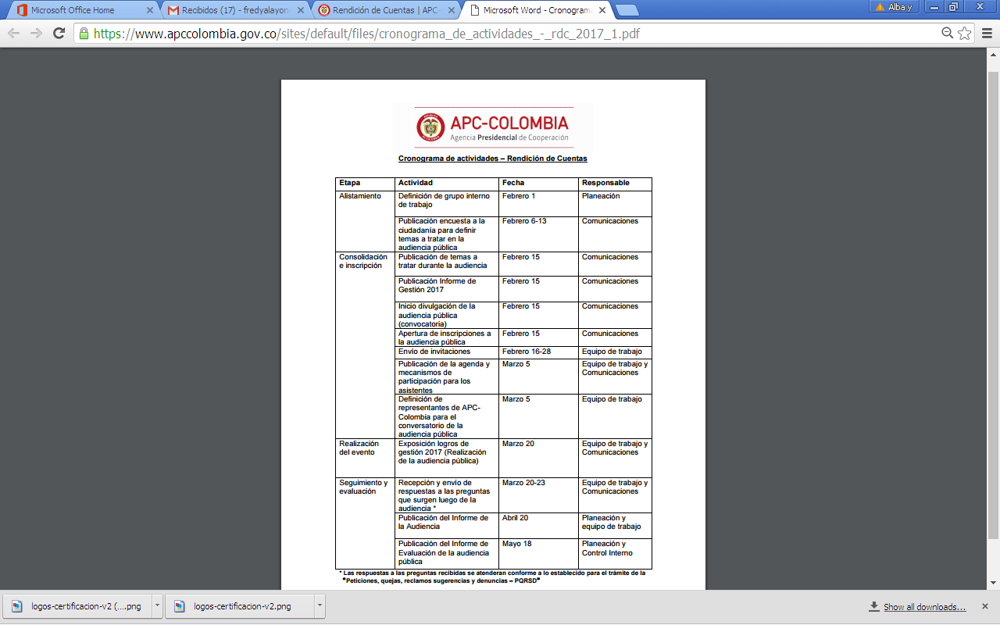 Microsoft Office Home
Recibidos (17) - fredyalayon
Rendición de Cuentas | APC-
Microsoft Word - Cronograma
Alba y
https://www.apccolombia.gov.co/sites/default/files/cronograma_de_actividades_-_rdc_2017_1.pdf
APC-COLOMBIA
Agencia Presidencial de Cooperación
Cronograma de actividades – Rendición de Cuentas
Etapa Actividad Fecha Responsable
Alistamiento Definición de grupo interno Febrero 1 Planeación
de trabajo
Publicación encuesta a la Febrero 6-13 Comunicaciones
ciudadanía para definir
temas a tratar en la
audiencia pública
Consolidación Publicación de temas a Febrero 15 Comunicaciones
e inscripción tratar durante la audiencia
Publicación Informe de Febrero 15 Comunicaciones
Gestión 2017
Inicio divulgación de la Febrero 15 Comunicaciones
audiencia pública
(convocatoria)
Apertura de inscripciones a Febrero 15 Comunicaciones
la audiencia pública
Envío de invitaciones Febrero 16-28 Equipo de trabajo
Publicación de la agenda y Marzo 5 Equipo de trabajo y
mecanismos de Comunicaciones
participación para los
asistentes
Definición de Marzo 5 Equipo de trabajo
representantes de APC-
Colombia para el
conversatorio de la
audiencia pública
Realización Exposición logros de Marzo 20 Equipo de trabajo y
del evento gestión 2017 (Realización Comunicaciones
de la audiencia pública)
Seguimiento y Recepción y envío de Marzo 20-23 Equipo de trabajo y
evaluación respuestas a las preguntas Comunicaciones
que surgen luego de la
audiencia *
Publicación del Informe de Abril 20 Planeación y
la Audiencia equipo de trabajo
Publicación del Informe de Mayo 18 Planeación y
Evaluación de la audiencia Control Interno
pública
* Las respuestas a las preguntas recibidas se atenderan conforme a lo establecido para el trámite de la
"Peticiones, quejas, reclamos sugerencias y denuncias – PQRSD"
logos-certificacion-v2 (....png
logos-certificacion-v2.png
Show all downloads...